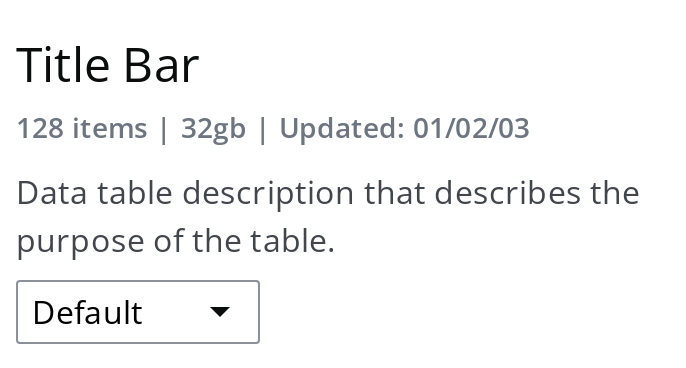 Title Bar
128 items | 32gb | Updated: 01/02/03
Data table description that describes the
purpose of the table.
Default